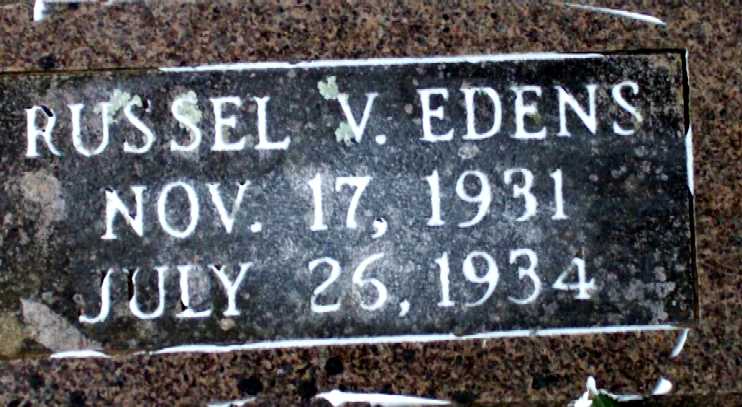 RUSSEL V. EDENS
NOV. 17, 1931
JULY 26, 1934